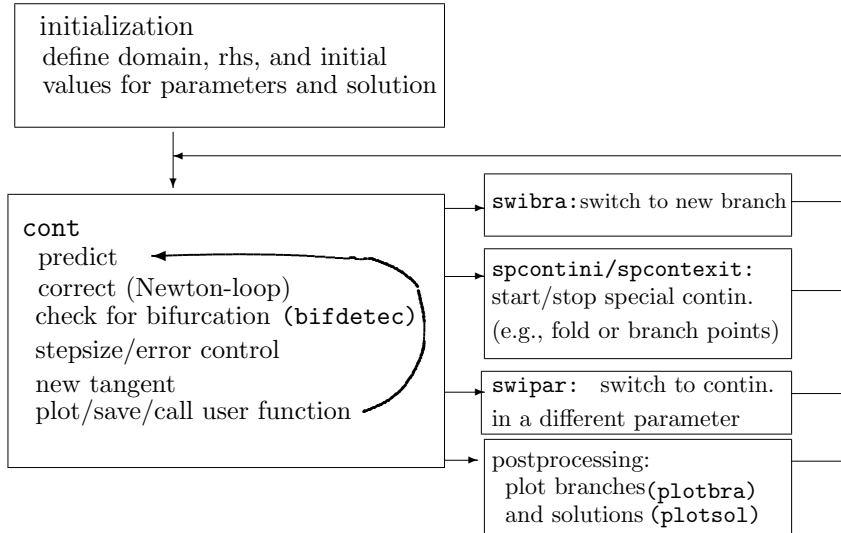 initialization
define domain, rhs, and initial
values for parameters and solution
cont
predict
correct (Newton-loop)
check for bifurcation (bifdetec)
stepsize/error control
new tangent
plot/save/call user function
swibra: switch to new branch
spcontini/spcontexit:
start/stop special contin.
(e.g., fold or branch points)
swipar: switch to contin.
in a different parameter
postprocessing:
plot branches (plotbra)
and solutions (plotsol)